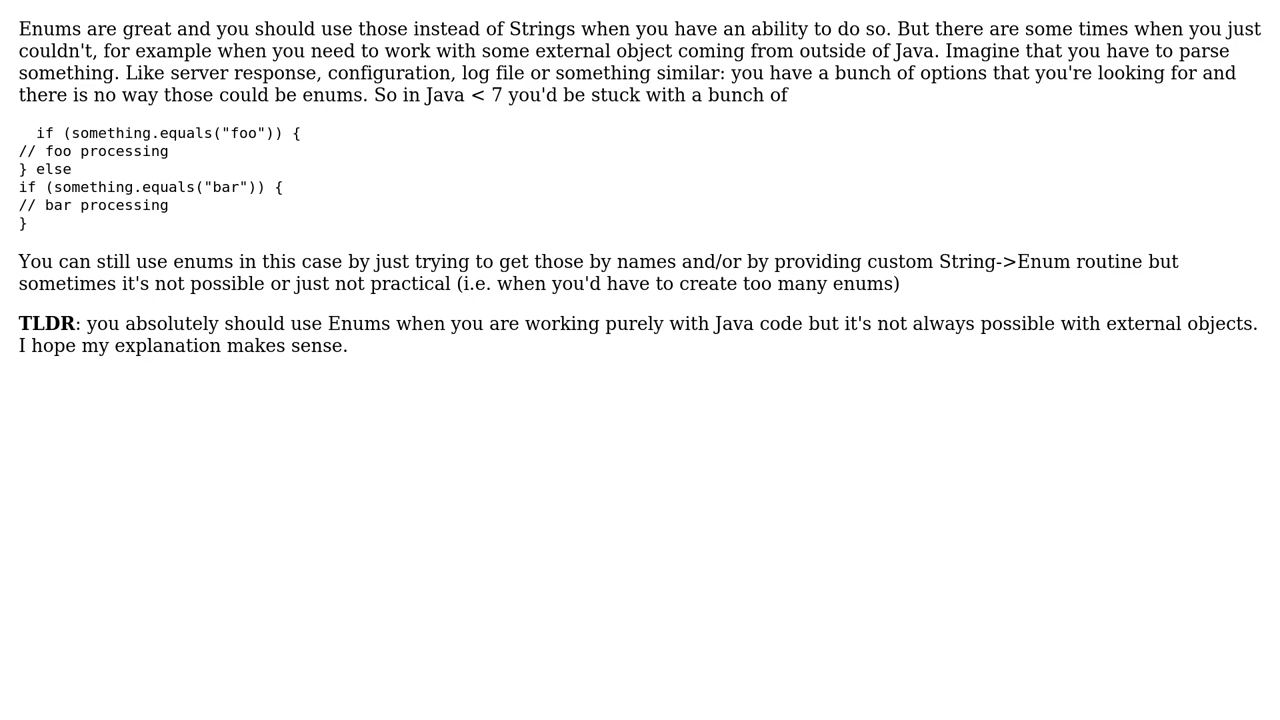 Enums are great and you should use those instead of Strings when you have an ability to do so. But there are some times when you just
couldn't, for example when you need to work with some external object coming from outside of Java. Imagine that you have to parse
something. Like server response, configuration, log file or something similar: you have a bunch of options that you're looking for and
there is no way those could be enums. So in Java < 7 you'd be stuck with a bunch of
  if (something.equals("foo")) {
// foo processing
} else
if (something.equals("bar")) {
// bar processing
}
You can still use enums in this case by just trying to get those by names and/or by providing custom String->Enum routine but
sometimes it's not possible or just not practical (i.e. when you'd have to create too many enums)
TLDR: you absolutely should use Enums when you are working purely with Java code but it's not always possible with external objects.
I hope my explanation makes sense.